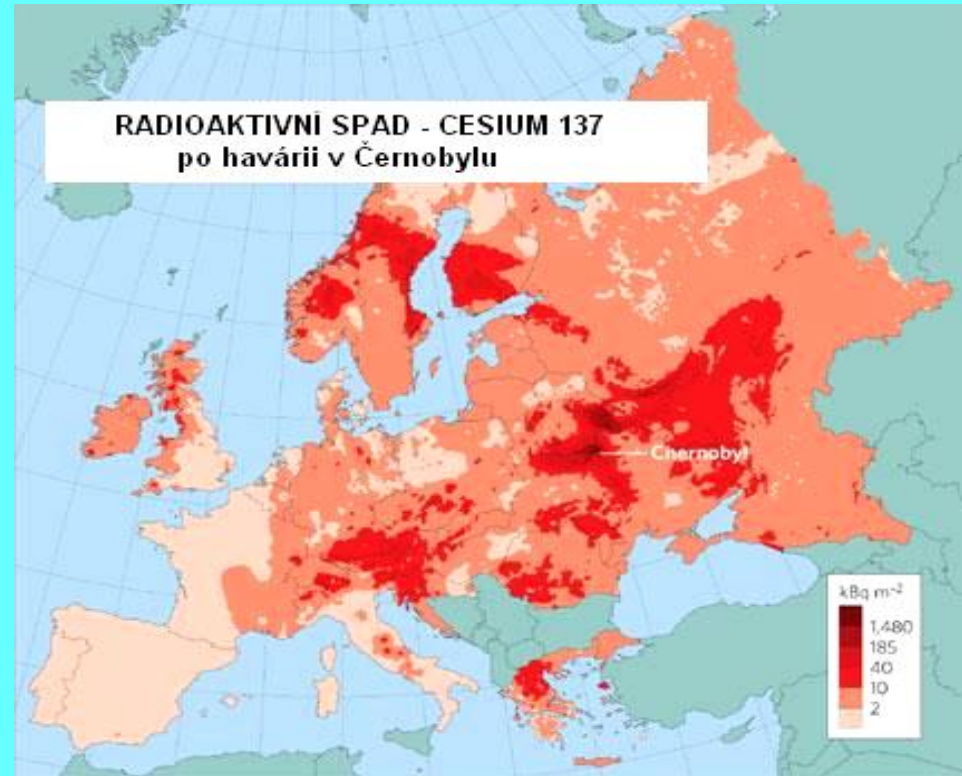 RADIOAKTIVNÍ SPAD - CESIUM 137
po havárii v Černobylu
Chernobyl
kBq m⁻²
1,480
185
40
10
2